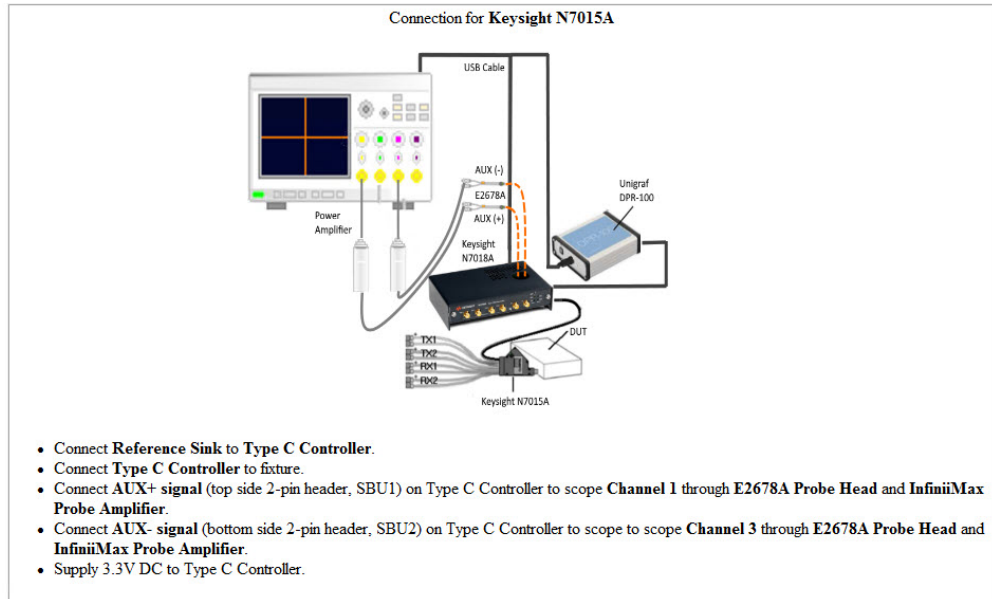 Connection for Keysight N7015A
USB Cable
AUX (-)
E2678A
AUX (+)
Unigraf
DPR-100
Power
Amplifier
Keysight
N7018A
DUT
TX1
TX2
RX1
RX2
Keysight N7015A
• Connect Reference Sink to Type C Controller.
• Connect Type C Controller to fixture.
• Connect AUX+ signal (top side 2-pin header, SBU1) on Type C Controller to scope Channel 1 through E2678A Probe Head and InfiniiMax
Probe Amplifier.
• Connect AUX- signal (bottom side 2-pin header, SBU2) on Type C Controller to scope to scope Channel 3 through E2678A Probe Head and
InfiniiMax Probe Amplifier.
• Supply 3.3V DC to Type C Controller.